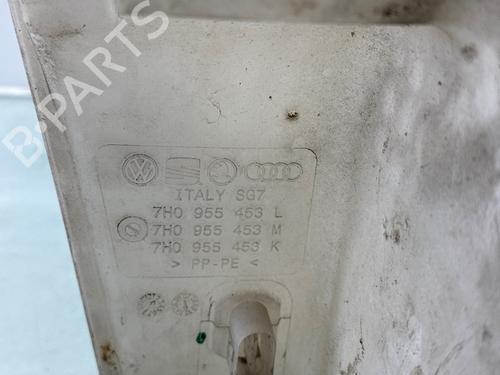 B-PARTS
ITALY SG7
7H0 955 453 L
7H0 955 453 M
7H0 955 453 K
> PP-PE <